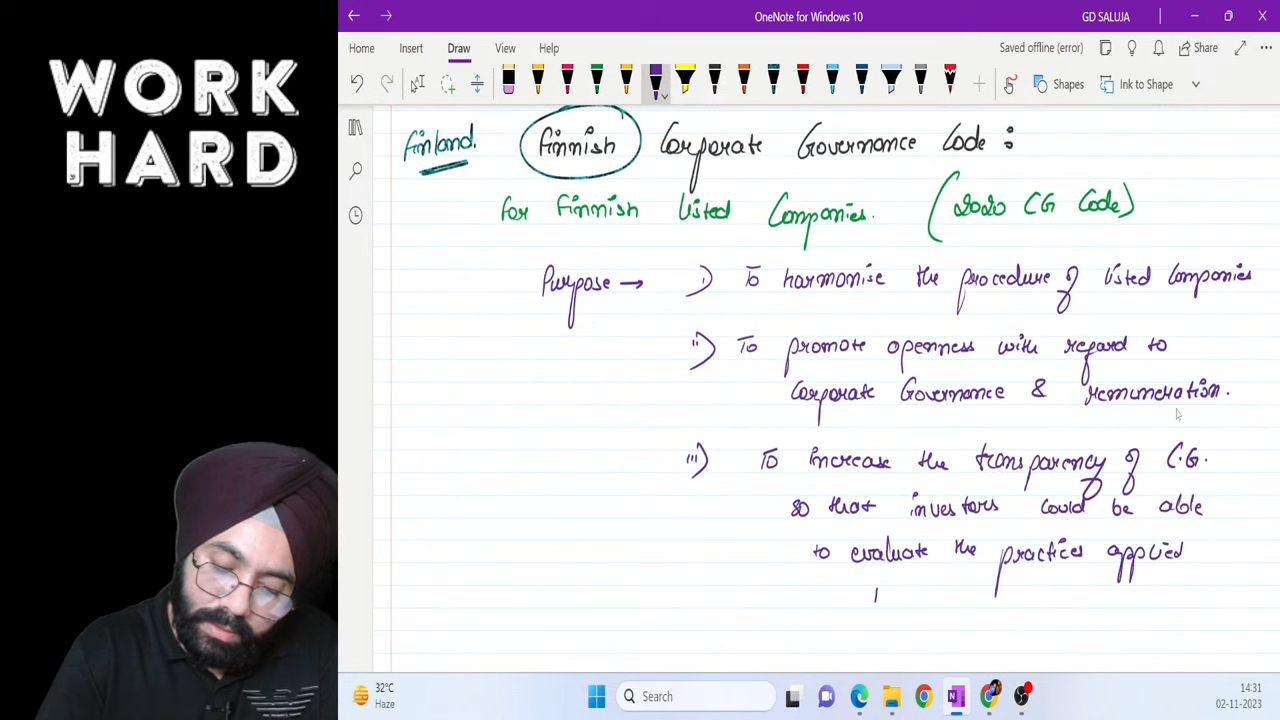 WORK
HARD
OneNote for Windows 10
GD SALUJA
Home Insert Draw View Help
Saved offline (error)
Share
Shapes
Ink to Shape
Finland.
Finnish Corporate Governance Code :
For Finnish listed Companies. (2020 CG Code)
Purpose → i) To harmonise the procedure of listed Companies
ii) To promote openness with regard to
Corporate Governance & remuneration.
iii) To increase the transparency of C.G.
so that investors could be able
to evaluate the practices applied
32°C
Haze
Search
14:31
02-11-2023